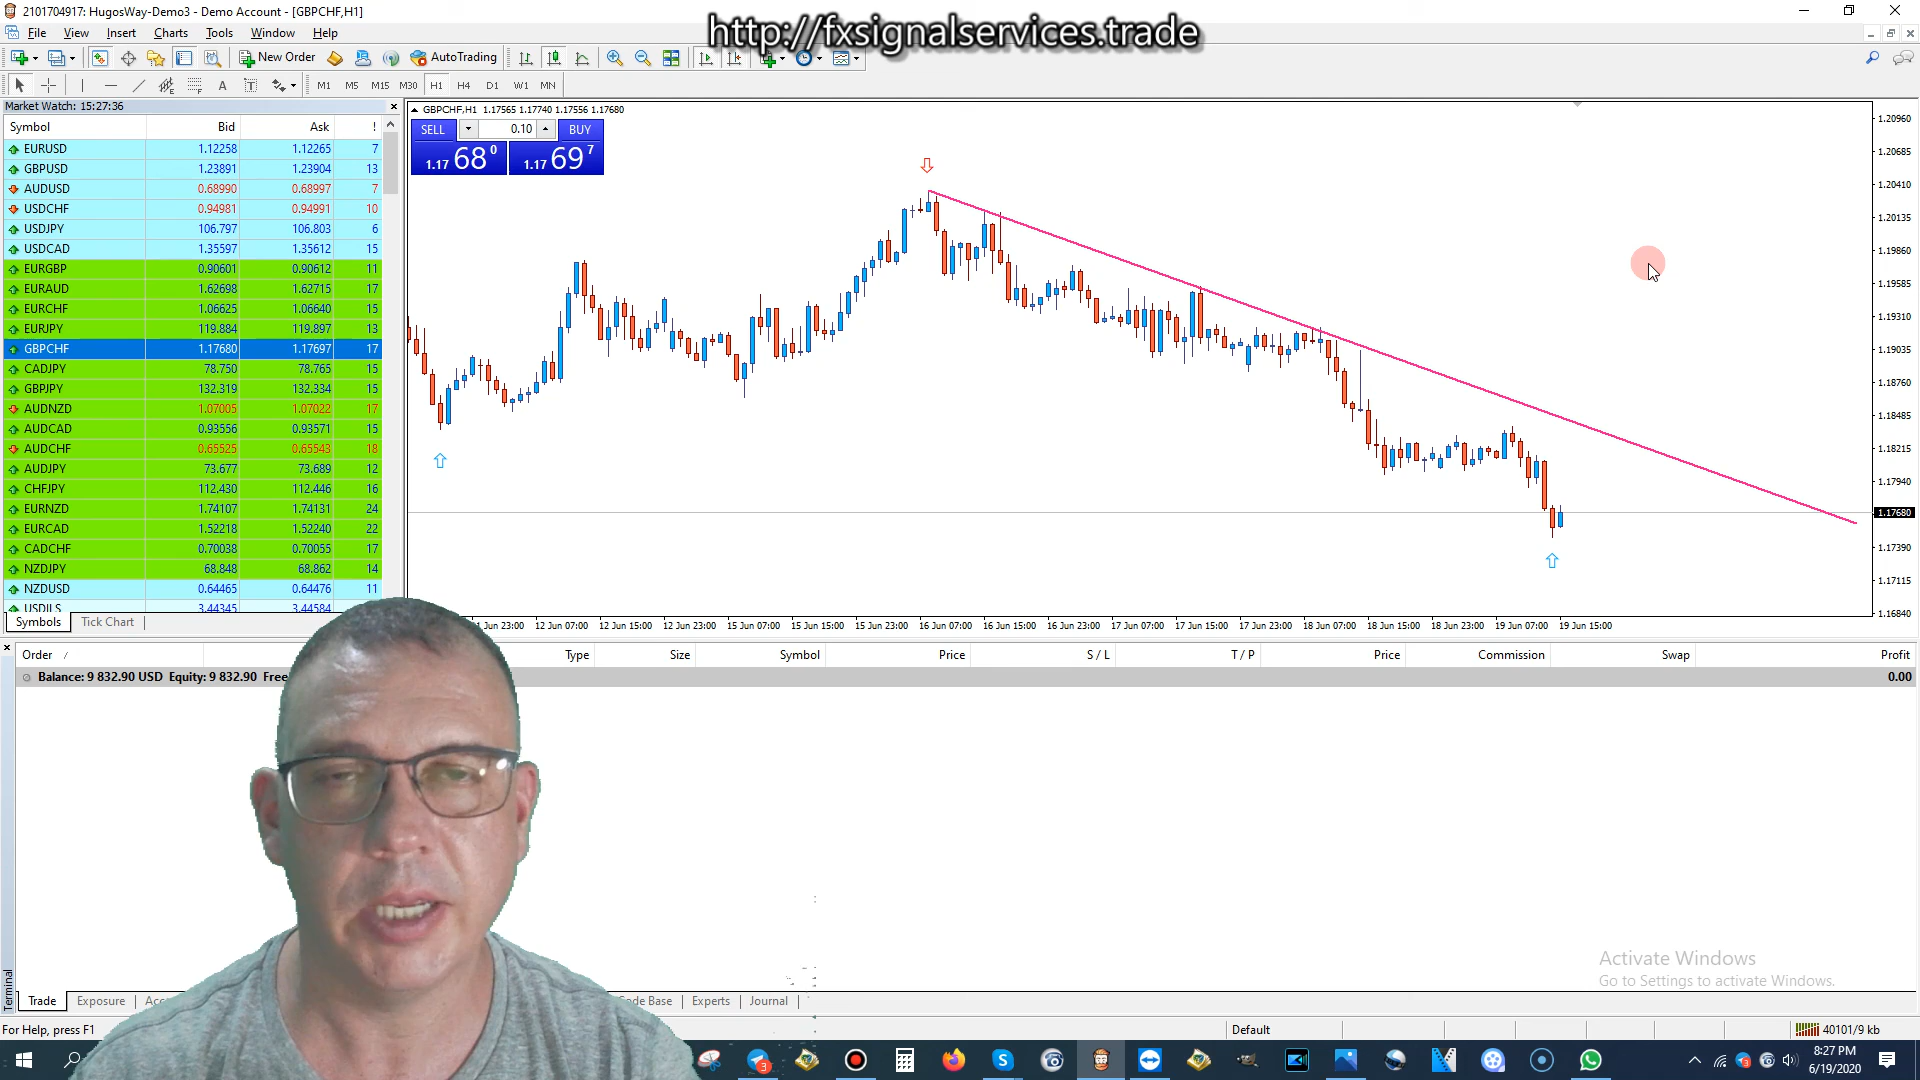 2101704917: HugosWay-Demo3 - Demo Account - [GBPCHF,H1]
http://fxsignalservices.trade
File View Insert Charts Tools Window Help
New Order AutoTrading
A T M1 M5 M15 M30 H1 H4 D1 W1 MN
Market Watch: 15:27:36
Symbol Bid Ask !
EURUSD 1.12258 1.12265 7
GBPUSD 1.23891 1.23904 13
AUDUSD 0.68990 0.68997 7
USDCHF 0.94981 0.94991 10
USDJPY 106.797 106.803 6
USDCAD 1.35597 1.35612 15
EURGBP 0.90601 0.90612 11
EURAUD 1.62698 1.62715 17
EURCHF 1.06625 1.06640 15
EURJPY 119.884 119.897 13
GBPCHF 1.17680 1.17697 17
CADJPY 78.750 78.765 15
GBPJPY 132.319 132.334 15
AUDNZD 1.07005 1.07022 17
AUDCAD 0.93556 0.93571 15
AUDCHF 0.65525 0.65543 18
AUDJPY 73.677 73.689 12
CHFJPY 112.430 112.446 16
EURNZD 1.74107 1.74131 24
EURCAD 1.52218 1.52240 22
CADCHF 0.70038 0.70055 17
NZDJPY 68.848 68.862 14
NZDUSD 0.64465 0.64476 11
USDILS 3.44345 3.44584
Symbols Tick Chart
GBPCHF,H1 1.17565 1.17740 1.17556 1.17680
SELL 0.10 BUY
1.17 68 0 1.17 69 7
1.20960
1.20685
1.20410
1.20135
1.19860
1.19585
1.19310
1.19035
1.18760
1.18485
1.18215
1.17940
1.17680
1.17390
1.17115
1.16840
Jun 23:00 12 Jun 07:00 12 Jun 15:00 12 Jun 23:00 15 Jun 07:00 15 Jun 15:00 15 Jun 23:00 16 Jun 07:00 16 Jun 15:00 16 Jun 23:00 17 Jun 07:00 17 Jun 15:00 17 Jun 23:00 18 Jun 07:00 18 Jun 15:00 18 Jun 23:00 19 Jun 07:00 19 Jun 15:00
Order / Type Size Symbol Price S / L T / P Price Commission Swap Profit
Balance: 9 832.90 USD Equity: 9 832.90 Free 0.00
Activate Windows
Go to Settings to activate Windows.
Terminal
Trade Exposure Code Base Experts Journal
For Help, press F1 Default 40101/9 kb
8:27 PM
6/19/2020